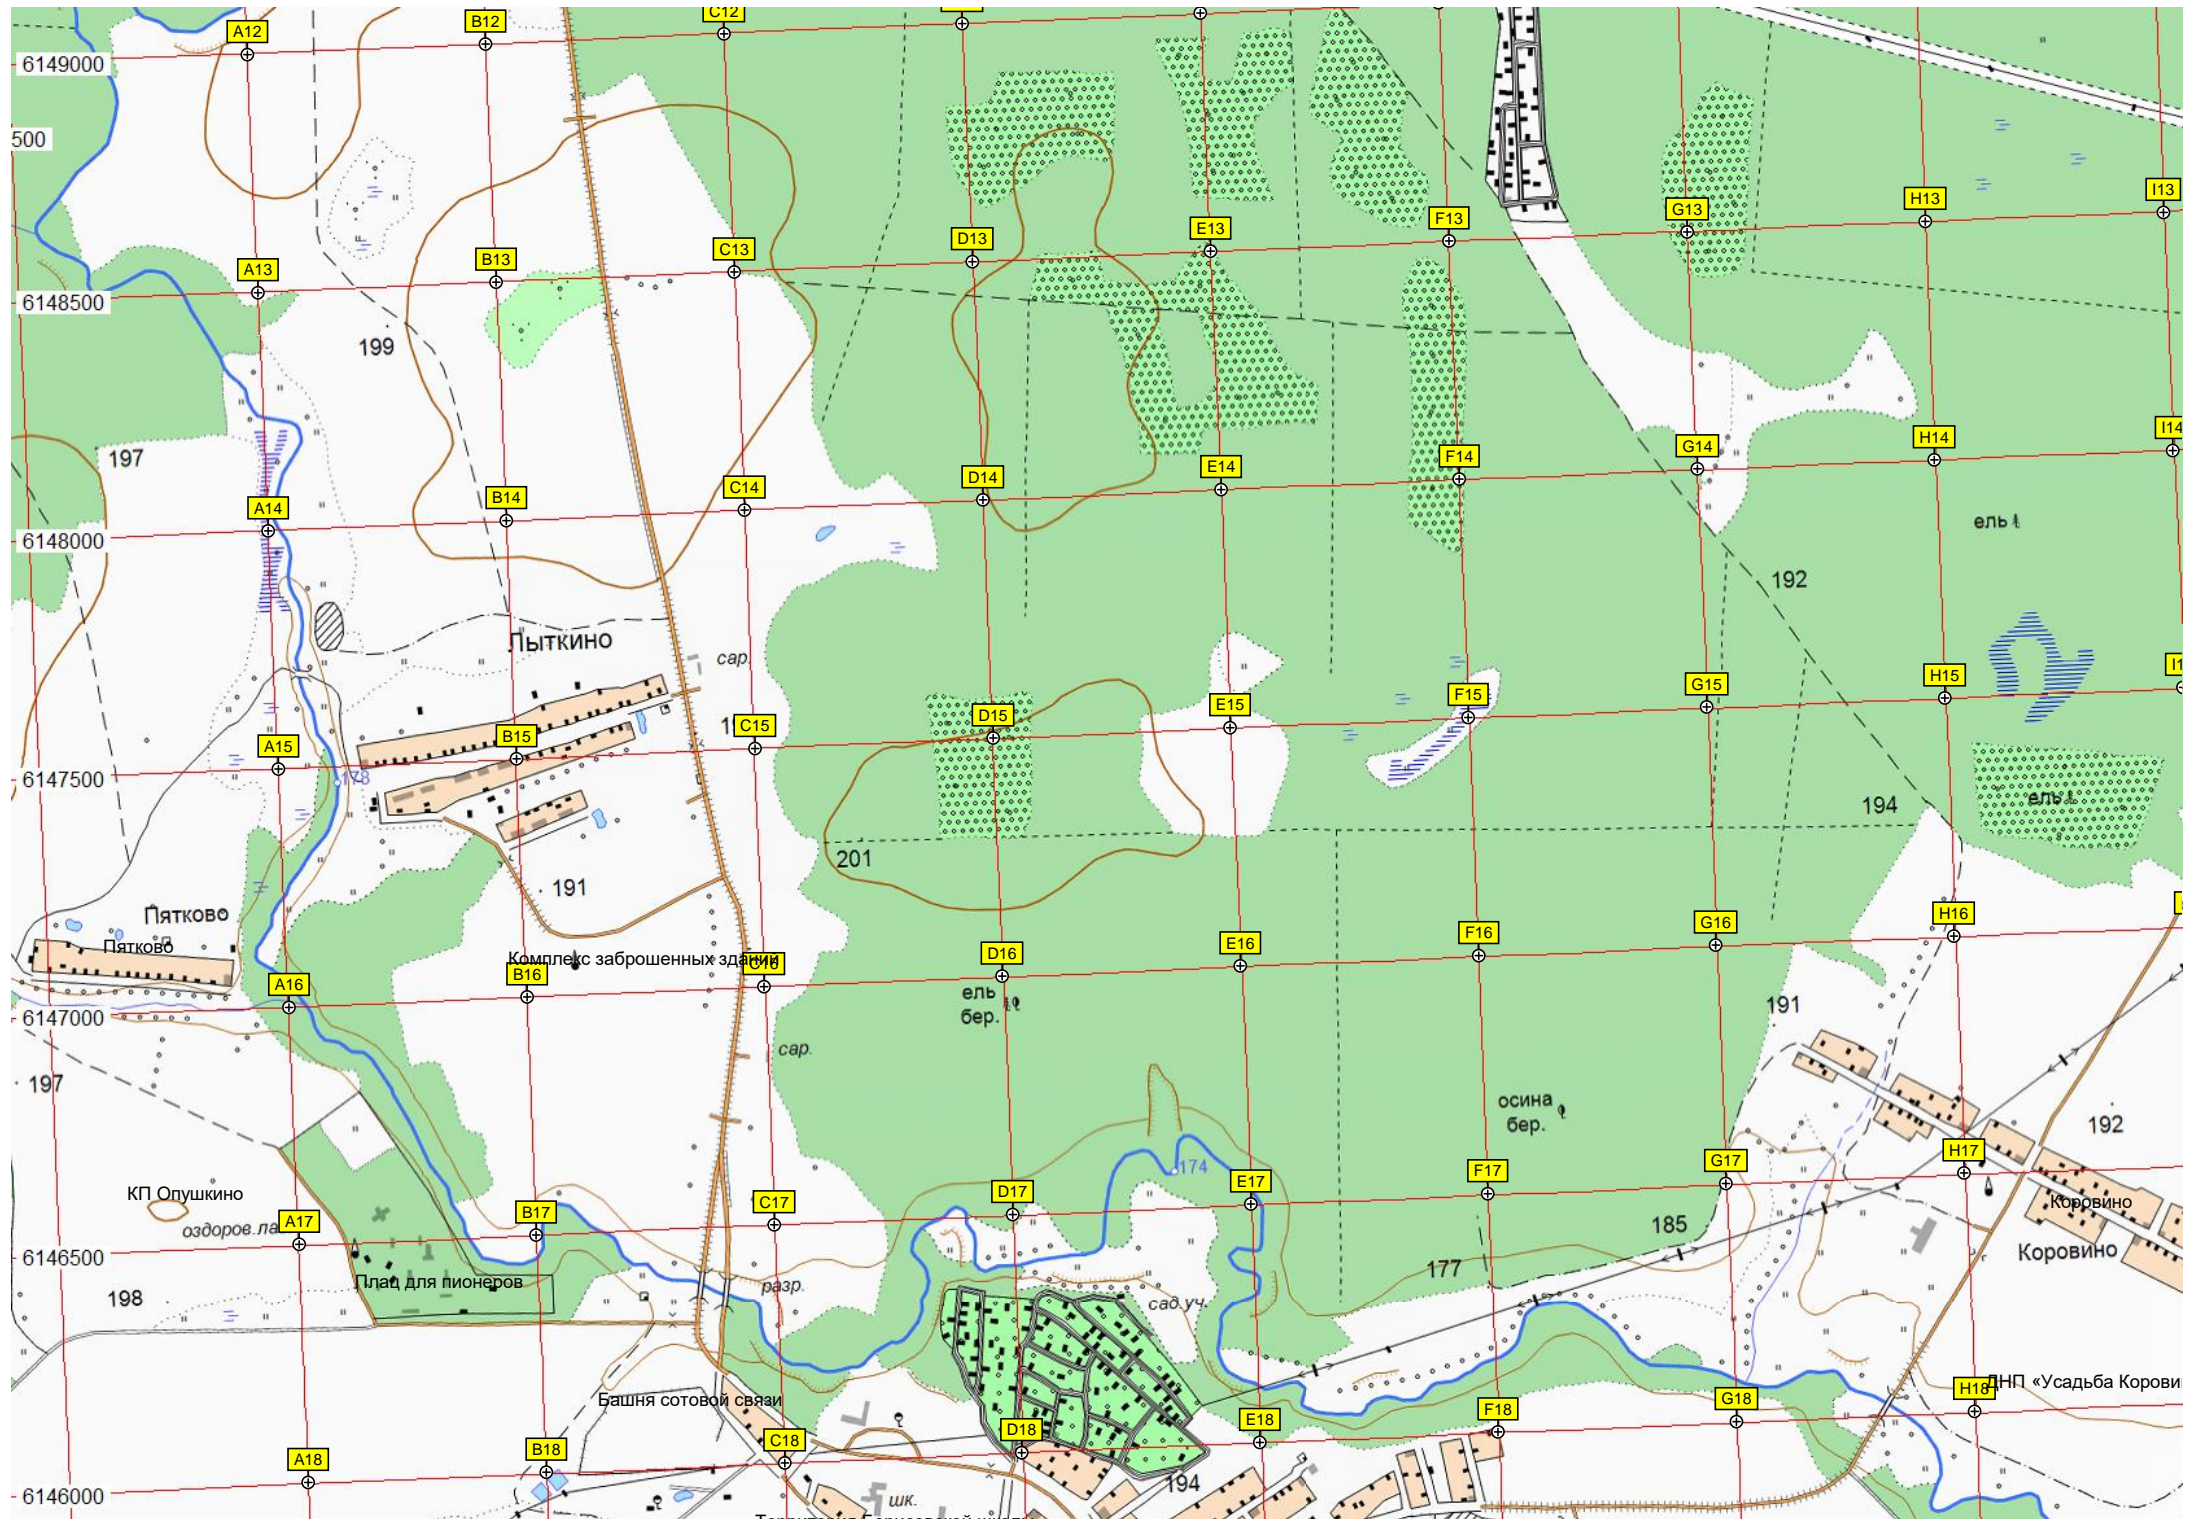 A12
B12
C12
6149000
500
A13
B13
C13
D13
E13
F13
G13
H13
I13
6148500
199
197
A14
B14
C14
D14
E14
F14
G14
H14
I14
6148000
ель
192
Лыткино
сар.
A15
B15
C15
D15
E15
F15
G15
H15
178
6147500
ель
194
201
191
Пятково
Пятково
Комплекс заброшенных зданий
A16
B16
C16
D16
E16
F16
G16
H16
6147000
ель
бер.
191
сар.
197
осина
бер.
192
174
КП Опушкино
оздоров.ла
A17
B17
C17
D17
E17
F17
G17
H17
Коровино
185
Коровино
6146500
177
Плац для пионеров
разр.
сад.уч.
198
Башня сотовой связи
ДНП «Усадьба Корови
A18
B18
C18
D18
E18
F18
G18
H18
194
6146000
шк.